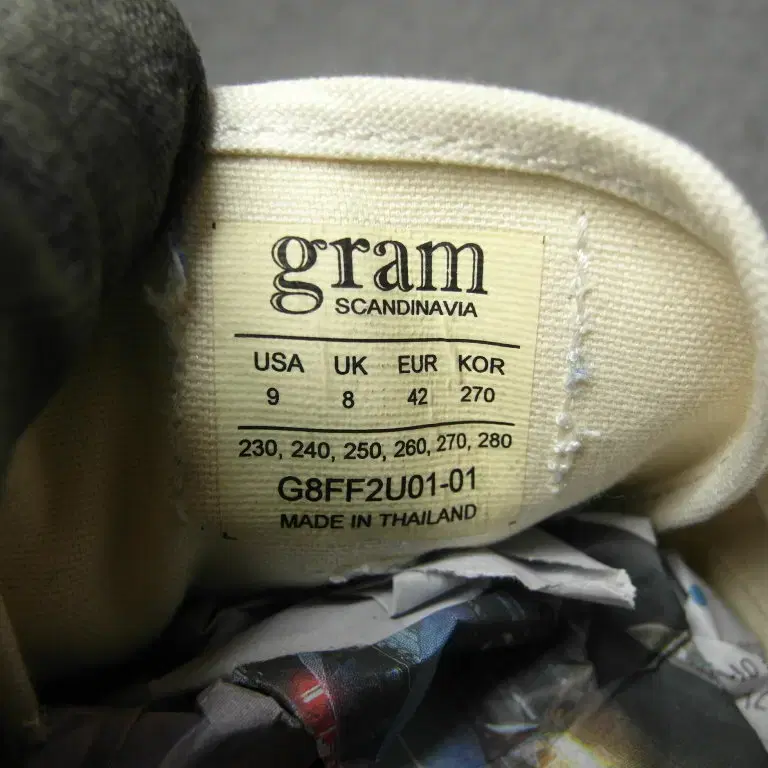 gram
SCANDINAVIA
USA UK EUR KOR
9 8 42 270
230, 240, 250, 260, 270, 280
G8FF2U01-01
MADE IN THAILAND